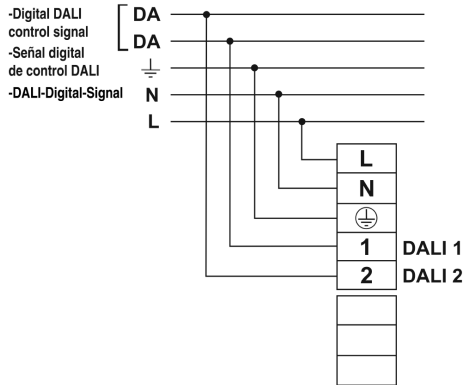 -Digital DALI
control signal
-Señal digital
de control DALI
-DALI-Digital-Signal
DA
DA
N
L
L
N
1 DALI 1
2 DALI 2